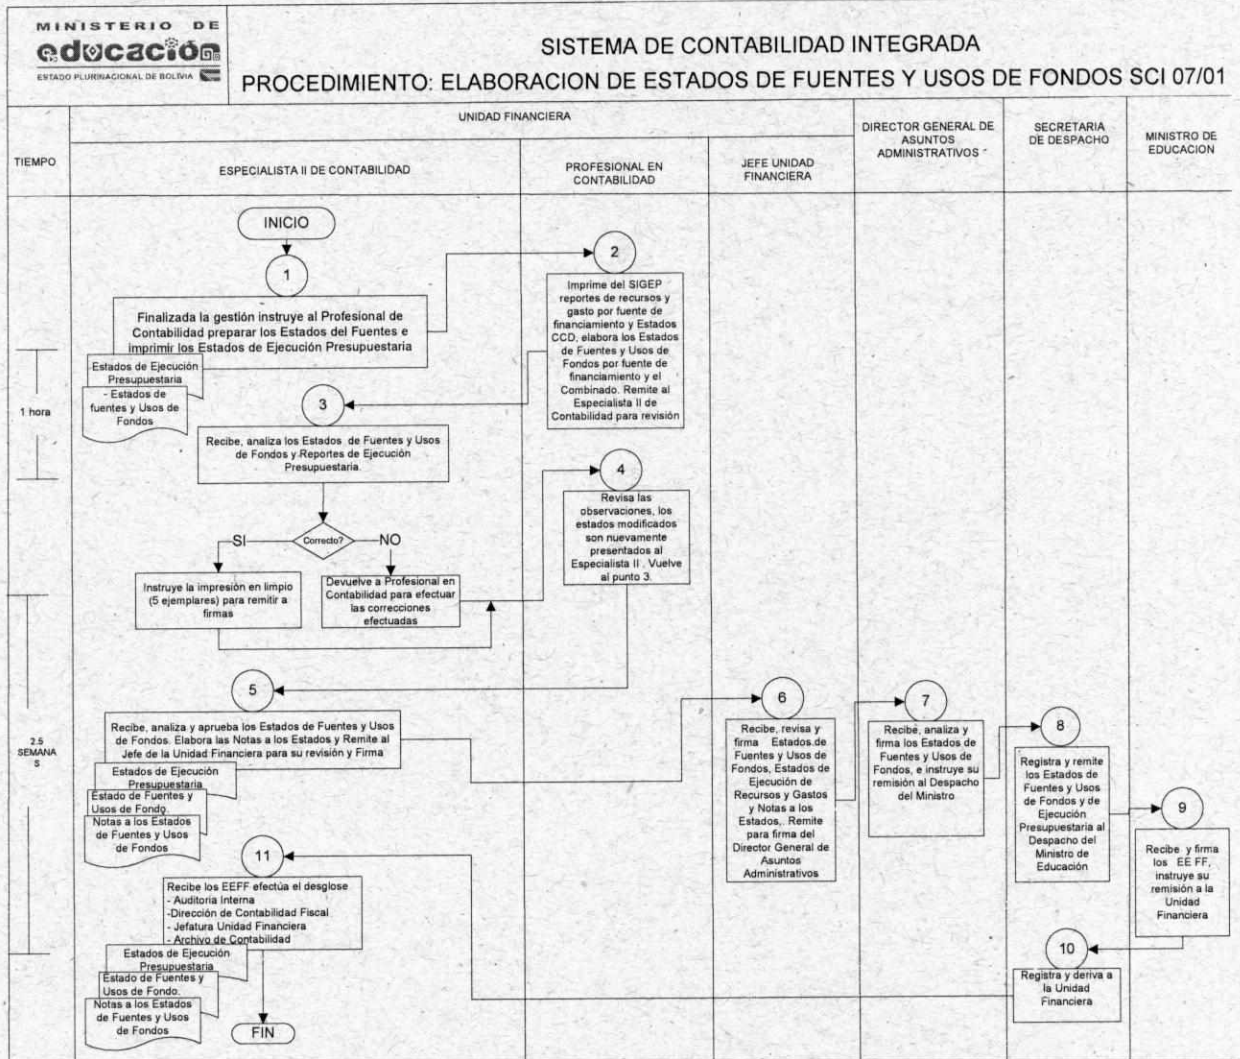 MINISTERIO DE
educación
ESTADO PLURINACIONAL DE BOLIVIA
SISTEMA DE CONTABILIDAD INTEGRADA
PROCEDIMIENTO: ELABORACION DE ESTADOS DE FUENTES Y USOS DE FONDOS SCI 07/01
TIEMPO
UNIDAD FINANCIERA
ESPECIALISTA II DE CONTABILIDAD
PROFESIONAL EN
CONTABILIDAD
JEFE UNIDAD
FINANCIERA
DIRECTOR GENERAL DE
ASUNTOS
ADMINISTRATIVOS
SECRETARIA
DE DESPACHO
MINISTRO DE
EDUCACION
INICIO
1
Finalizada la gestión instruye al Profesional de
Contabilidad preparar los Estados del Fuentes e
imprimir los Estados de Ejecución Presupuestaria
Estados de Ejecución
Presupuestaria
- Estados de
fuentes y Usos de
Fondos
2
Imprime del SIGEP
reportes de recursos y
gasto por fuente de
financiamiento y Estados
CCD, elabora los Estados
de Fuentes y Usos de
Fondos por fuente de
financiamiento y el
Combinado. Remite al
Especialista II de
Contabilidad para revisión
1 hora
3
Recibe, analiza los Estados de Fuentes y Usos
de Fondos y Reportes de Ejecución
Presupuestaria.
Correcto?
SI
NO
Instruye la impresión en limpio
(5 ejemplares) para remitir a
firmas
Devuelve a Profesional en
Contabilidad para efectuar
las correcciones
efectuadas
4
Revisa las
observaciones, los
estados modificados
son nuevamente
presentados al
Especialista II . Vuelve
al punto 3.
2.5
SEMANA
S
5
Recibe, analiza y aprueba los Estados de Fuentes y Usos
de Fondos. Elabora las Notas a los Estados y Remite al
Jefe de la Unidad Financiera para su revisión y Firma
Estados de Ejecución
Presupuestaria
Estado de Fuentes y
Usos de Fondo.
Notas a los Estados
de Fuentes y Usos
de Fondos
6
Recibe, revisa y
firma Estados de
Fuentes y Usos de
Fondos, Estados de
Ejecución de
Recursos y Gastos
y Notas a los
Estados,. Remite
para firma del
Director General de
Asuntos
Administrativos
7
Recibe, analiza y
firma los Estados de
Fuentes y Usos de
Fondos, e instruye su
remisión al Despacho
del Ministro
8
Registra y remite
los Estados de
Fuentes y Usos
de Fondos y de
Ejecución
Presupuestaria al
Despacho del
Ministro de
Educación
9
Recibe y firma
los EE FF,
instruye su
remisión a la
Unidad
Financiera
10
Registra y deriva a
la Unidad
Financiera
11
Recibe los EEFF efectúa el desglose
- Auditoria Interna
-Dirección de Contabilidad Fiscal
- Jefatura Unidad Financiera
- Archivo de Contabilidad
Estados de Ejecución
Presupuestaria
Estado de Fuentes y
Usos de Fondo.
Notas a los Estados
de Fuentes y Usos
de Fondos
FIN